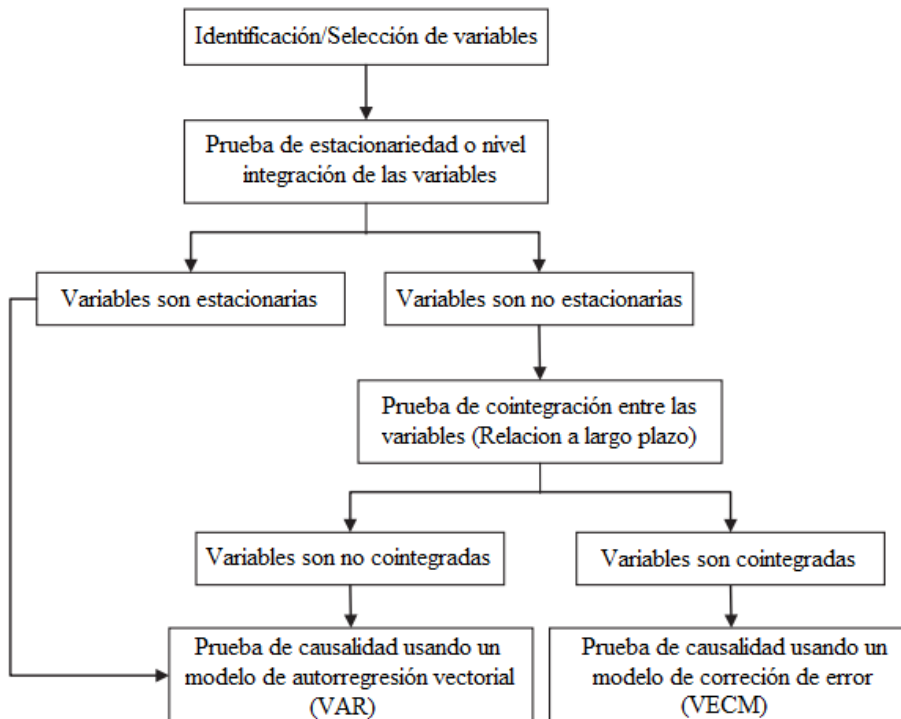 Identificación/Selección de variables
Prueba de estacionariedad o nivel
integración de las variables
Variables son estacionarias
Variables son no estacionarias
Prueba de cointegración entre las
variables (Relacion a largo plazo)
Variables son no cointegradas
Variables son cointegradas
Prueba de causalidad usando un
modelo de autorregresión vectorial
(VAR)
Prueba de causalidad usando un
modelo de correción de error
(VECM)